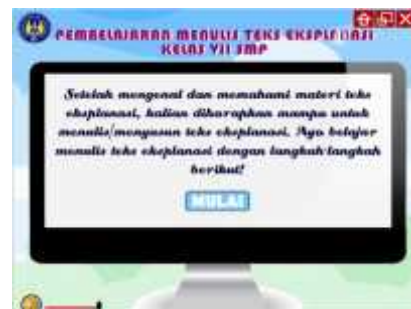 PEMBELAJARAN MENULIS TEKS EKSPLANASI
KELAS VII SMP
Setelah mengenal dan memahami materi teks
eksplanasi, kalian diharapkan mampu untuk
menulis/menyusun teks eksplanasi. Ayo belajar
menulis teks eksplanasi dengan langkah-langkah
berikut!
MULAI